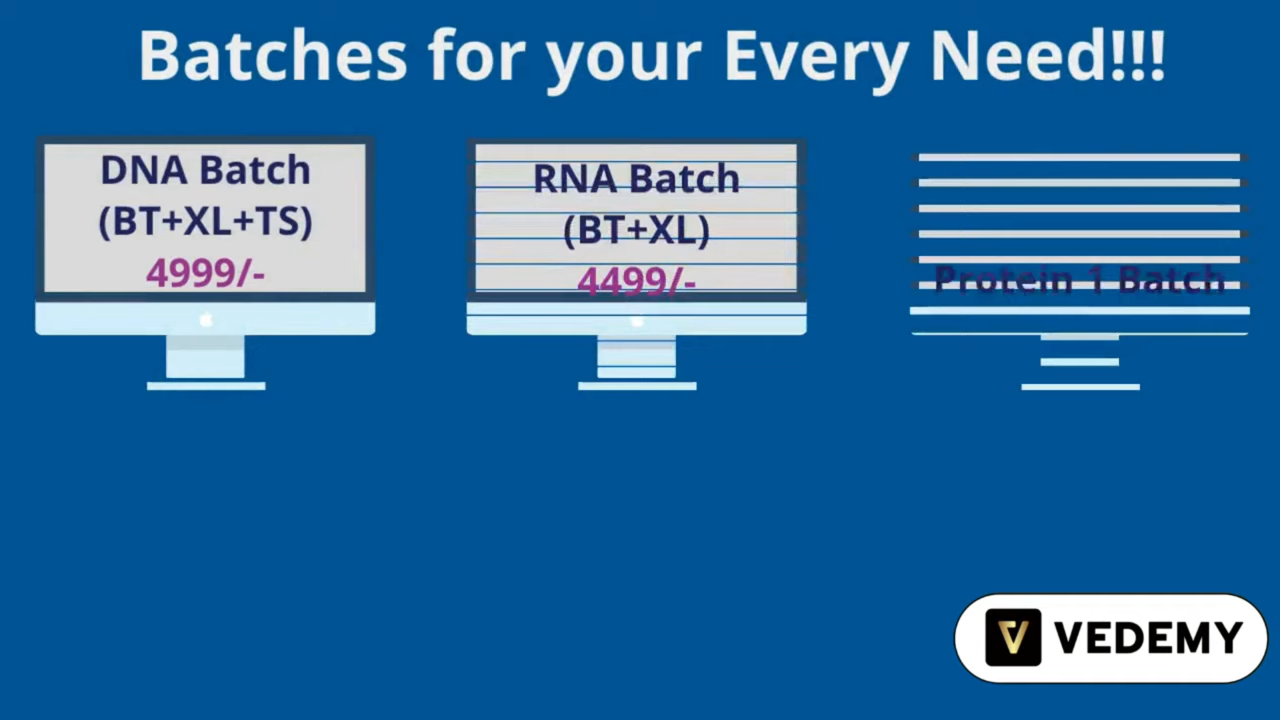 Batches for your Every Need!!!
DNA Batch
(BT+XL+TS)
4999/-
RNA Batch
(BT+XL)
4499/-
Protein 1 Batch
VEDEMY